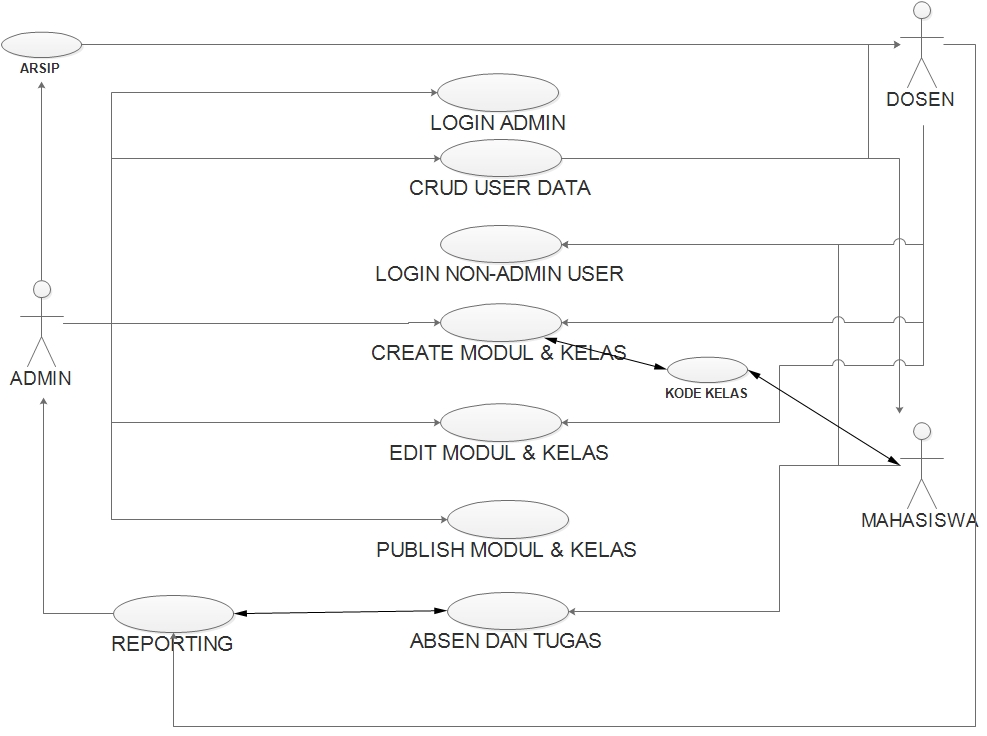 ARSIP
DOSEN
LOGIN ADMIN
CRUD USER DATA
LOGIN NON-ADMIN USER
CREATE MODUL & KELAS
ADMIN
KODE KELAS
EDIT MODUL & KELAS
MAHASISWA
PUBLISH MODUL & KELAS
REPORTING
ABSEN DAN TUGAS